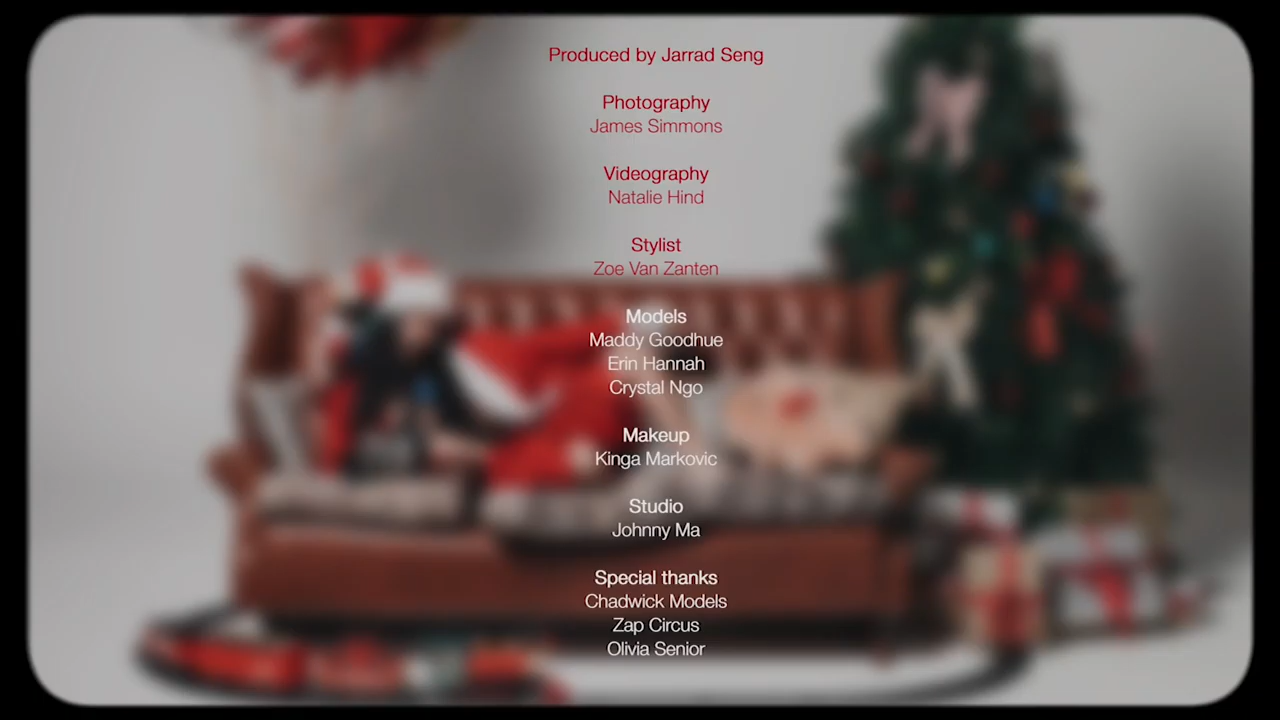 Produced by Jarrad Seng
Photography
James Simmons
Videography
Natalie Hind
Stylist
Zoe Van Zanten
Models
Maddy Goodhue
Erin Hannah
Crystal Ngo
Makeup
Kinga Markovic
Studio
Johnny Ma
Special thanks
Chadwick Models
Zap Circus
Olivia Senior